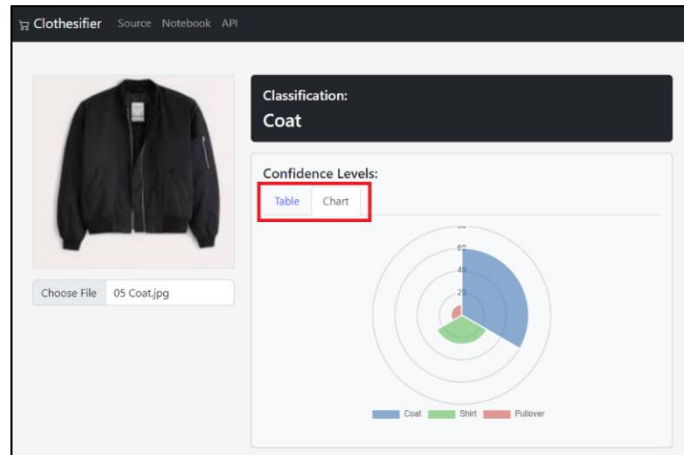 Clothesifier Source Notebook API
Classification:
Coat
Choose File 05 Coat.jpg
Confidence Levels:
Table Chart
60
40
20
Coat Shirt Pullover